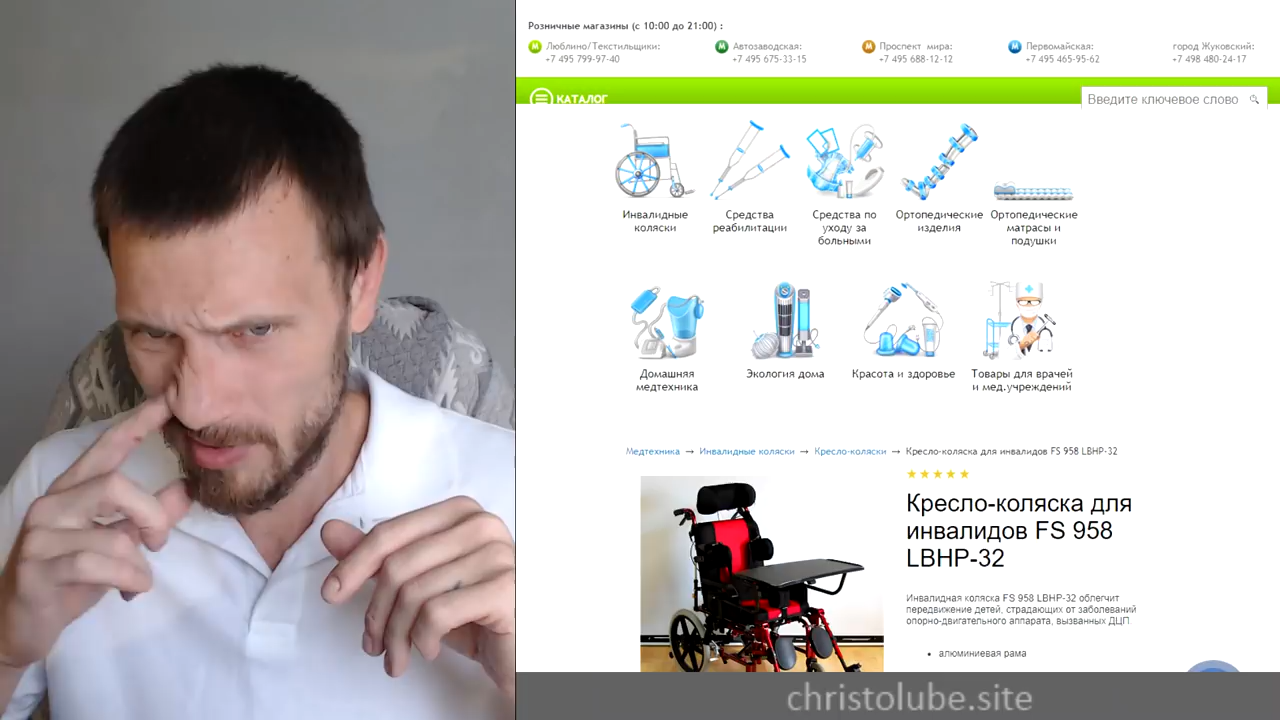 Розничные магазины (с 10:00 до 21:00) :
Люблино/Текстильщики:
+7 495 799-97-40
Автозаводская:
+7 495 675-33-15
Проспект мира:
+7 495 688-12-12
Первомайская:
+7 495 465-95-62
город Жуковский:
+7 498 480-24-17
КАТАЛОГ
Введите ключевое слово
Инвалидные
коляски
Средства
реабилитации
Средства по
уходу за
больными
Ортопедические
изделия
Ортопедические
матрасы и
подушки
Домашняя
медтехника
Экология дома
Красота и здоровье
Товары для врачей
и мед.учреждений
Медтехника → Инвалидные коляски → Кресло-коляски → Кресло-коляска для инвалидов FS 958 LBHP-32
Кресло-коляска для
инвалидов FS 958
LBHP-32
Инвалидная коляска FS 958 LBHP-32 облегчит
передвижение детей, страдающих от заболеваний
опорно-двигательного аппарата, вызванных ДЦП.
• алюминиевая рама
christolube.site